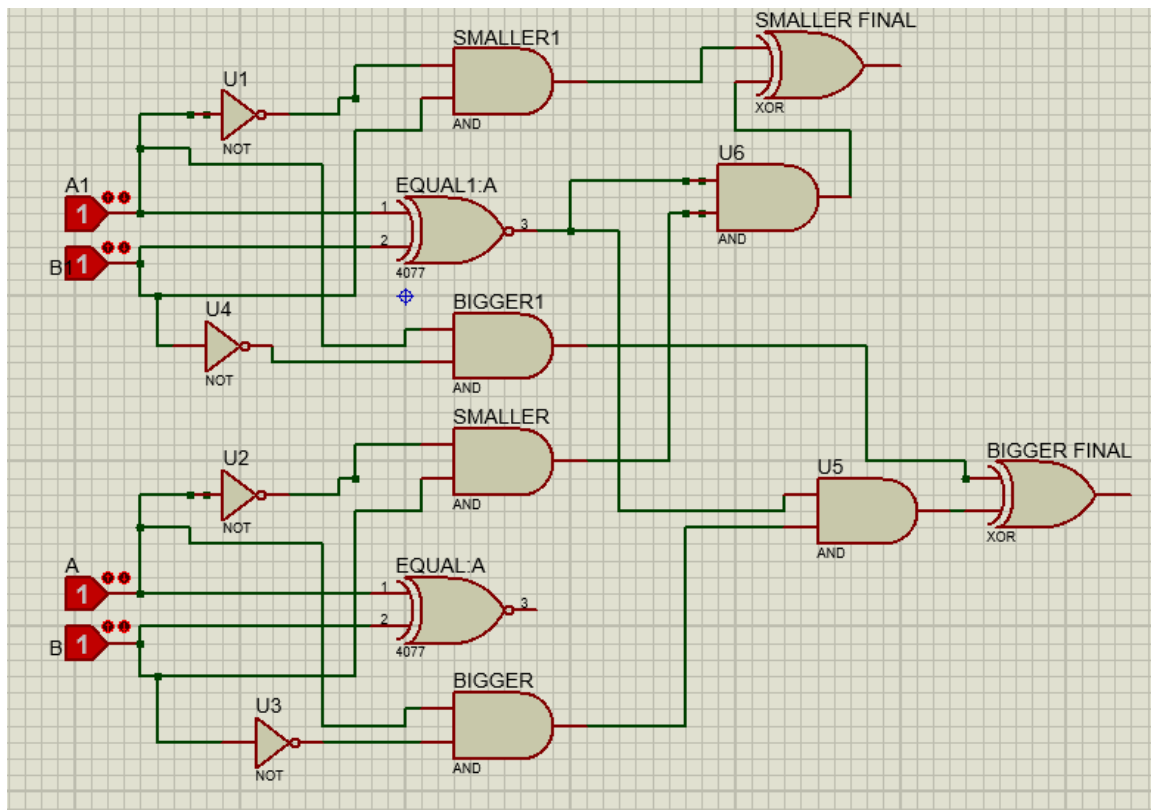 SMALLER FINAL
SMALLER1
U1
XOR
AND
NOT
U6
A1
1
EQUAL1:A
1
3
2
AND
B1
1
4077
BIGGER1
U4
NOT
AND
SMALLER
U2
BIGGER FINAL
U5
AND
NOT
XOR
AND
A
1
EQUAL:A
1
3
2
B
1
4077
BIGGER
U3
AND
NOT